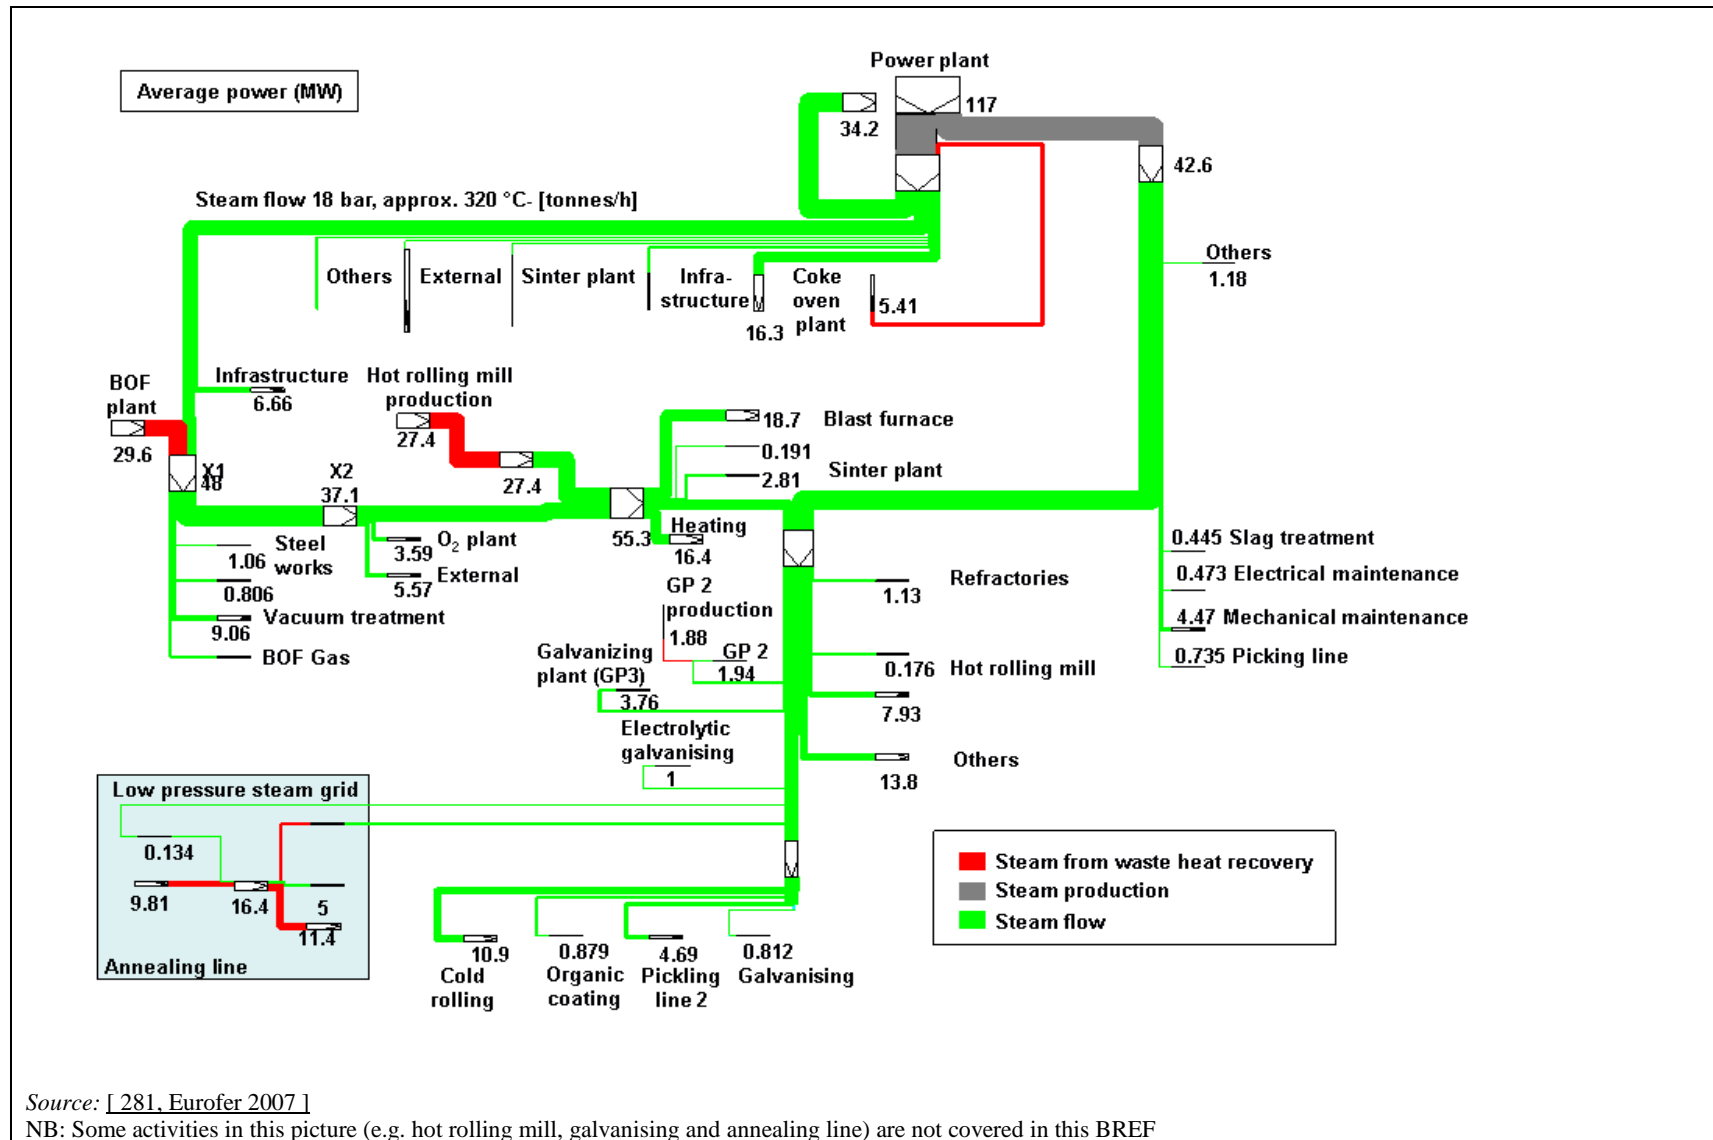 Power plant
Average power (MW)
117
34.2
42.6
Steam flow 18 bar, approx. 320 °C- [tonnes/h]
Others
1.18
Others
External
Sinter plant
Infra-
structure
16.3
Coke
oven
plant
5.41
BOF
plant
29.6
Infrastructure
6.66
Hot rolling mill
production
27.4
27.4
18.7
Blast furnace
0.191
Sinter plant
2.81
X1
48
X2
37.1
55.3
Heating
16.4
Steel
works
1.06
0.806
Vacuum treatment
9.06
BOF Gas
O₂ plant
3.59
External
5.57
0.445 Slag treatment
0.473 Electrical maintenance
4.47 Mechanical maintenance
0.735 Picking line
GP 2
production
1.88
GP 2
1.94
Refractories
1.13
Galvanizing
plant (GP3)
3.76
0.176
Hot rolling mill
7.93
Electrolytic
galvanising
1
Others
13.8
Low pressure steam grid
0.134
9.81
16.4
5
11.4
Annealing line
Steam from waste heat recovery
Steam production
Steam flow
10.9
Cold
rolling
0.879
Organic
coating
4.69
Pickling
line 2
0.812
Galvanising
Source: [ 281, Eurofer 2007 ]
NB: Some activities in this picture (e.g. hot rolling mill, galvanising and annealing line) are not covered in this BREF